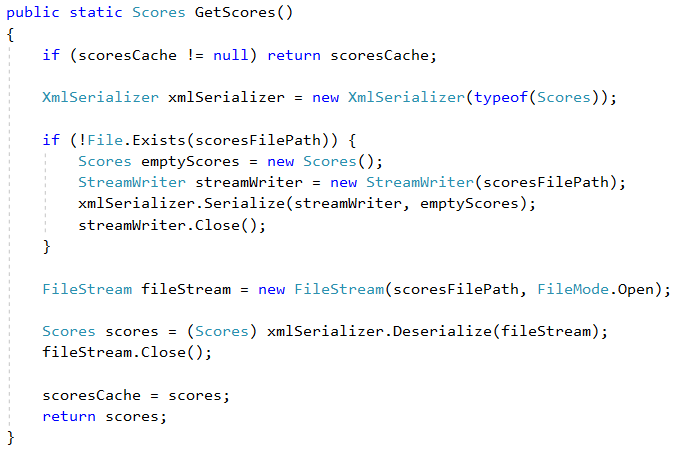 public static Scores GetScores()
{
    if (scoresCache != null) return scoresCache;

    XmlSerializer xmlSerializer = new XmlSerializer(typeof(Scores));

    if (!File.Exists(scoresFilePath)) {
        Scores emptyScores = new Scores();
        StreamWriter streamWriter = new StreamWriter(scoresFilePath);
        xmlSerializer.Serialize(streamWriter, emptyScores);
        streamWriter.Close();
    }

    FileStream fileStream = new FileStream(scoresFilePath, FileMode.Open);

    Scores scores = (Scores) xmlSerializer.Deserialize(fileStream);
    fileStream.Close();

    scoresCache = scores;
    return scores;
}